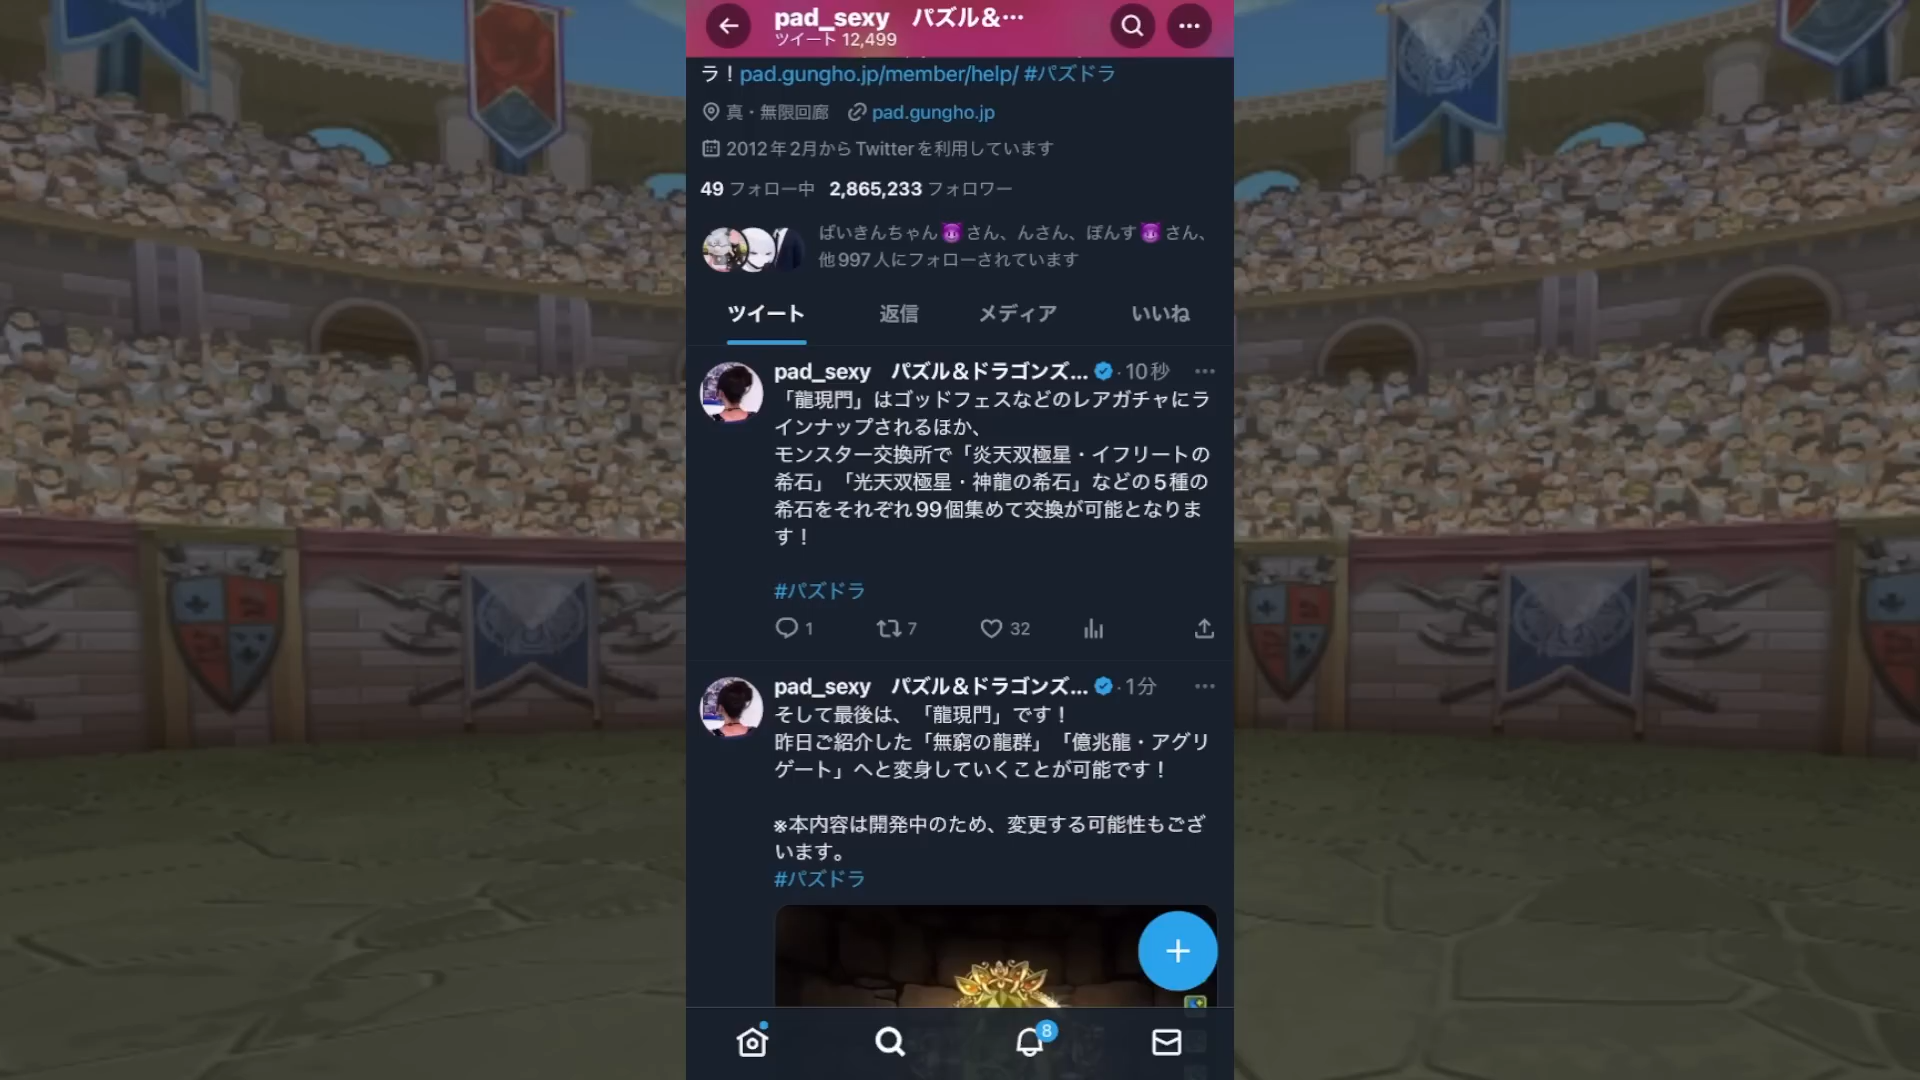 pad_sexy　パズル＆…
ツイート 12,499
ラ！pad.gungho.jp/member/help/ #パズドラ
真・無限回廊 pad.gungho.jp
2012年2月からTwitterを利用しています
49 フォロー中 2,865,233 フォロワー
ばいきんちゃん😈さん、んさん、ぽんす😈さん、
他997人にフォローされています
ツイート 返信 メディア いいね
pad_sexy　パズル＆ドラゴンズ... · 10秒
「龍現門」はゴッドフェスなどのレアガチャにラ
インナップされるほか、
モンスター交換所で「炎天双極星・イフリートの
希石」「光天双極星・神龍の希石」などの５種の
希石をそれぞれ99個集めて交換が可能となりま
す！
#パズドラ
1 7 32
pad_sexy　パズル＆ドラゴンズ... · 1分
そして最後は、「龍現門」です！
昨日ご紹介した「無窮の龍群」「億兆龍・アグリ
ゲート」へと変身していくことが可能です！
※本内容は開発中のため、変更する可能性もござ
います。
#パズドラ
8